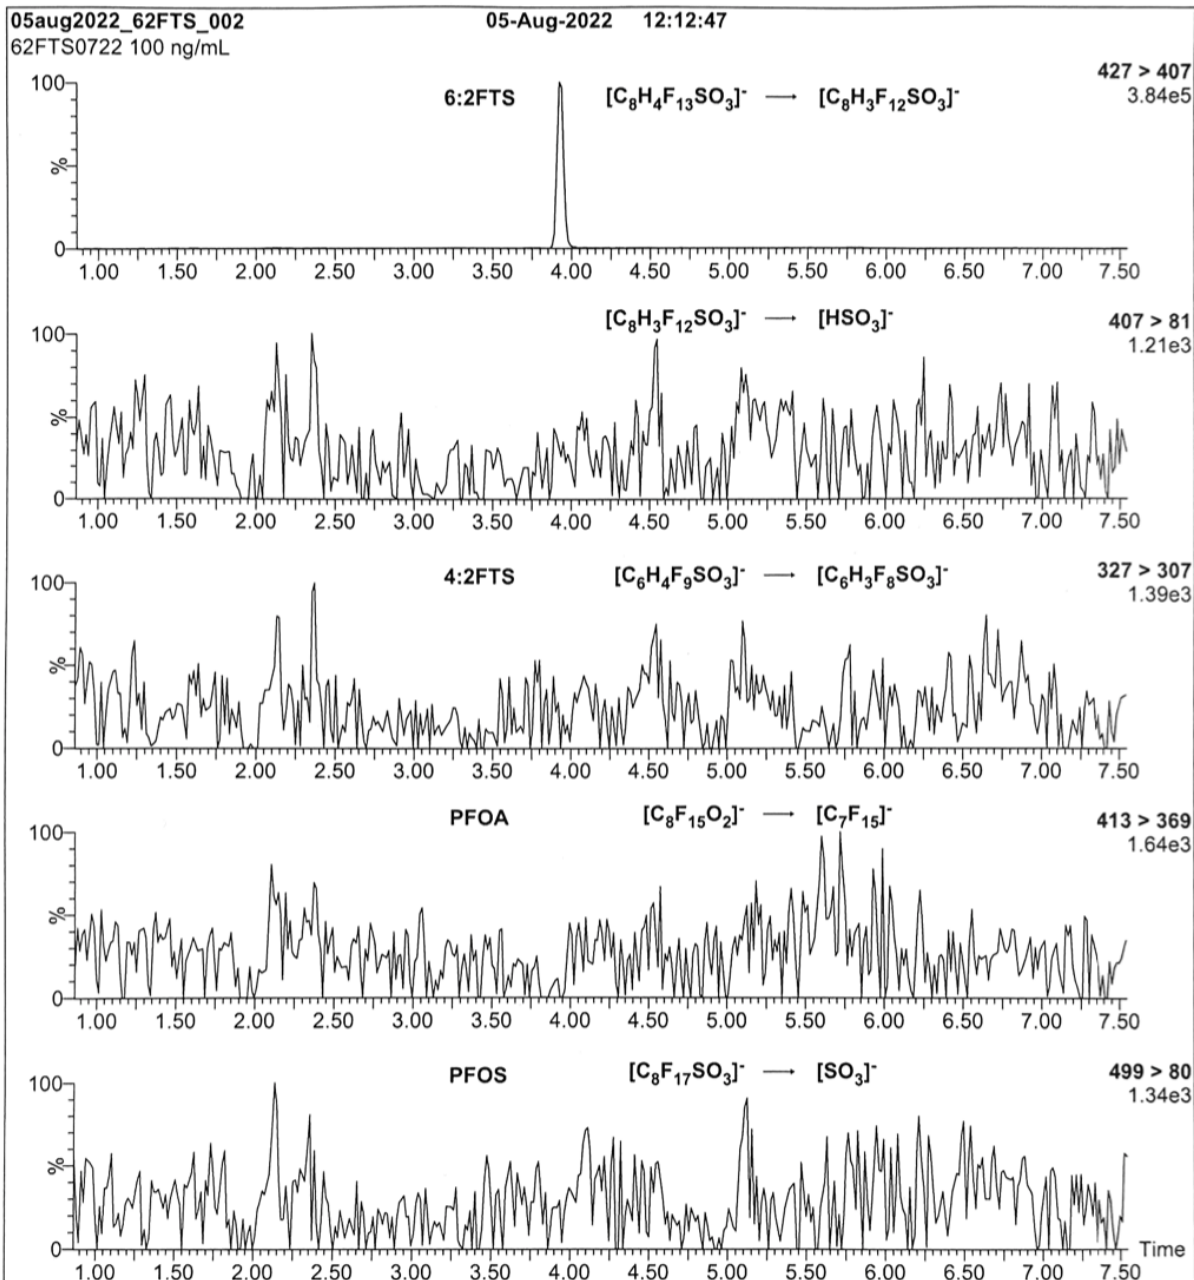 05aug2022_62FTS_002 05-Aug-2022 12:12:47
62FTS0722 100 ng/mL
427 > 407
3.84e5
6:2FTS [C₈H₄F₁₃SO₃]⁻ → [C₈H₃F₁₂SO₃]⁻
100
%
0
1.00 1.50 2.00 2.50 3.00 3.50 4.00 4.50 5.00 5.50 6.00 6.50 7.00 7.50
[C₈H₃F₁₂SO₃]⁻ → [HSO₃]⁻
407 > 81
1.21e3
100
%
0
1.00 1.50 2.00 2.50 3.00 3.50 4.00 4.50 5.00 5.50 6.00 6.50 7.00 7.50
4:2FTS [C₆H₄F₉SO₃]⁻ → [C₆H₃F₈SO₃]⁻
327 > 307
1.39e3
100
%
0
1.00 1.50 2.00 2.50 3.00 3.50 4.00 4.50 5.00 5.50 6.00 6.50 7.00 7.50
PFOA [C₈F₁₅O₂]⁻ → [C₇F₁₅]⁻
413 > 369
1.64e3
100
%
0
1.00 1.50 2.00 2.50 3.00 3.50 4.00 4.50 5.00 5.50 6.00 6.50 7.00 7.50
PFOS [C₈F₁₇SO₃]⁻ → [SO₃]⁻
499 > 80
1.34e3
100
%
0
Time
1.00 1.50 2.00 2.50 3.00 3.50 4.00 4.50 5.00 5.50 6.00 6.50 7.00 7.50